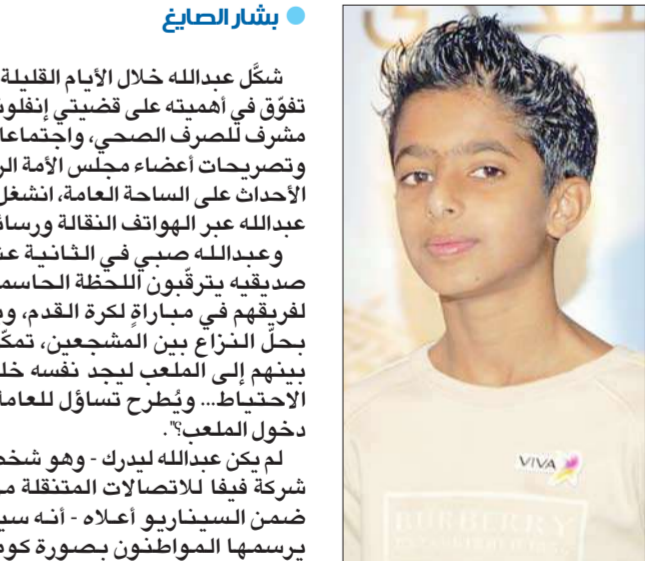 بشار الصايغ
شكَّل عبدالله خلال الأيام القليلة
تفوّق في أهميته على قضيتي إنفلو
مشرف للصرف الصحي، واجتماعا
وتصريحات أعضاء مجلس الأمة الر
الأحداث على الساحة العامة، انشغل
عبدالله عبر الهواتف النقالة ورسا
وعبدالله صبي في الثانية عش
صديقيه يترقّبون اللحظة الحاسم
لفريقهم في مباراةٍ لكرة القدم، و
بحلّ النزاع بين المشجعين، تمكّ
بينهم إلى الملعب ليجد نفسه خل
الاحتياط... ويُطرح تساؤل للعامة
دخول الملعب؟".
لم يكن عبدالله ليدرك - وهو شخص
شركة فيفا للاتصالات المتنقلة م
ضمن السيناريو أعلاه - أنه سي
يرسمها المواطنون بصورة كوم
VIVA
BURBERRY